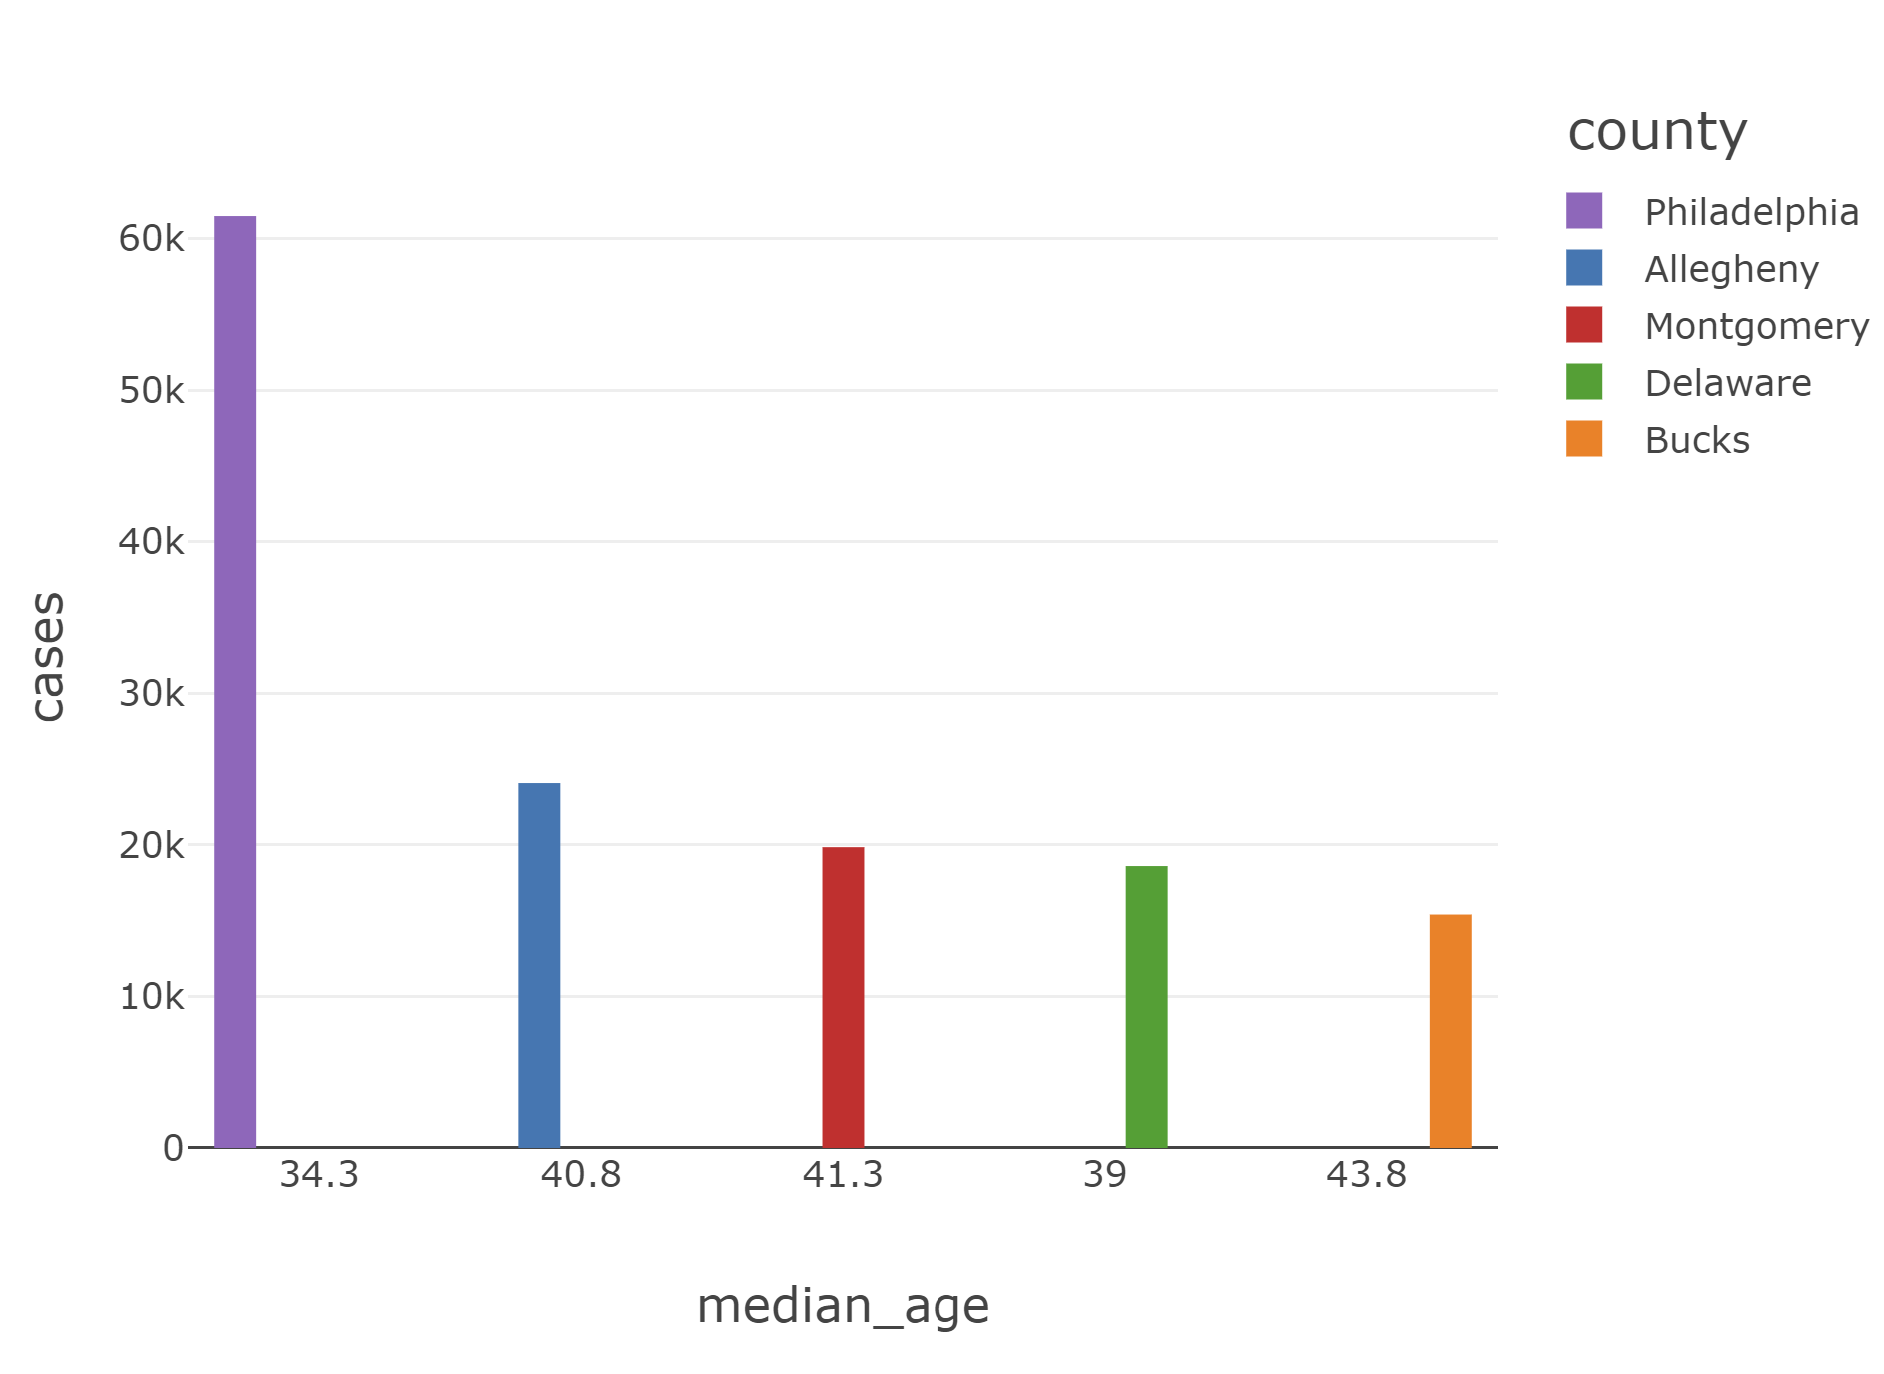 county
Philadelphia
Allegheny
Montgomery
Delaware
Bucks
60k
50k
40k
30k
20k
10k
0
cases
34.3 40.8 41.3 39 43.8
median_age